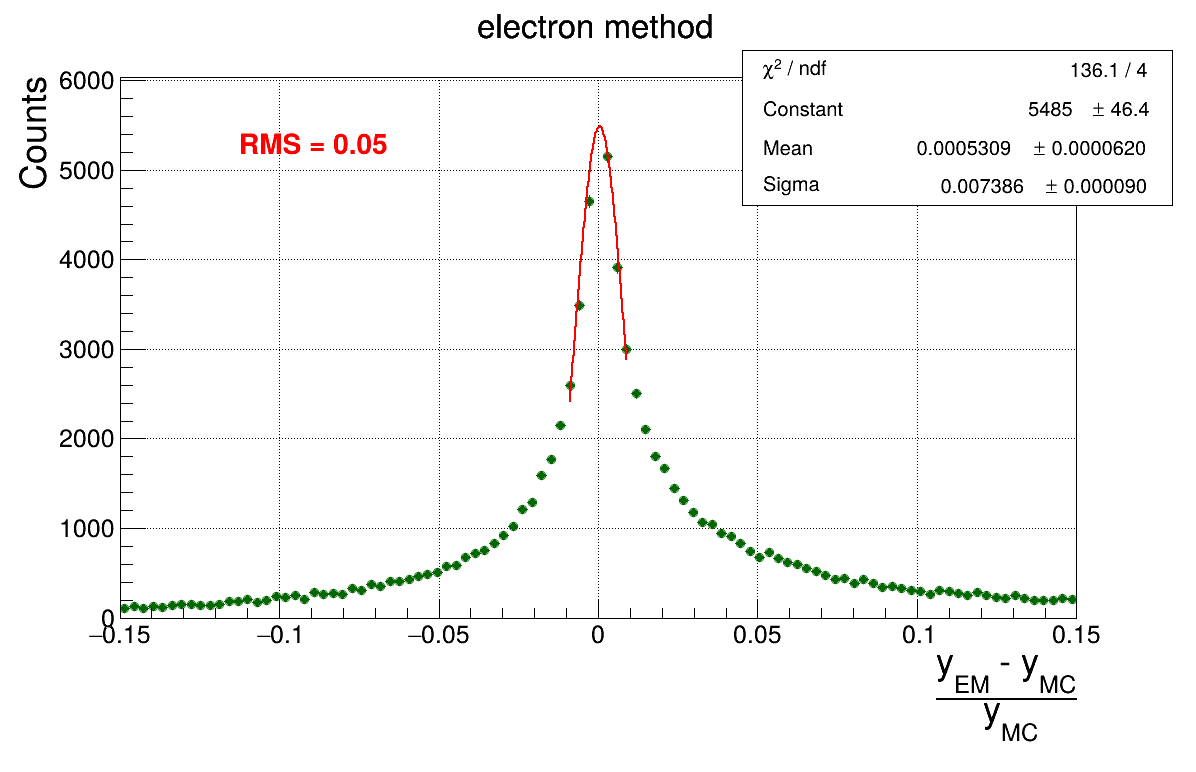 electron method
χ² / ndf 136.1 / 4
Constant 5485 ± 46.4
Mean 0.0005309 ± 0.0000620
Sigma 0.007386 ± 0.000090
RMS = 0.05
Counts
6000
5000
4000
3000
2000
1000
0
−0.15 −0.1 −0.05 0 0.05 0.1 0.15
y_EM - y_MC
y_MC